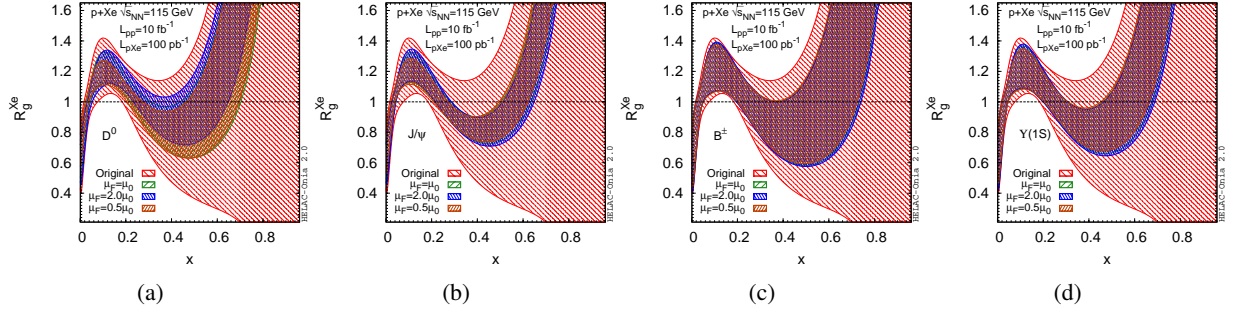 p+Xe √sNN=115 GeV
Lpp=10 fb-1
LpXe=100 pb-1
RgXe
1.6
1.4
1.2
1
0.8
0.6
0.4
D0
Original
μF=μ0
μF=2.0μ0
μF=0.5μ0
HELAC-Onia 2.0
0 0.2 0.4 0.6 0.8
x
(a)
p+Xe √sNN=115 GeV
Lpp=10 fb-1
LpXe=100 pb-1
RgXe
1.6
1.4
1.2
1
0.8
0.6
0.4
J/ψ
Original
μF=μ0
μF=2.0μ0
μF=0.5μ0
HELAC-Onia 2.0
0 0.2 0.4 0.6 0.8
x
(b)
p+Xe √sNN=115 GeV
Lpp=10 fb-1
LpXe=100 pb-1
RgXe
1.6
1.4
1.2
1
0.8
0.6
0.4
B±
Original
μF=μ0
μF=2.0μ0
μF=0.5μ0
HELAC-Onia 2.0
0 0.2 0.4 0.6 0.8
x
(c)
p+Xe √sNN=115 GeV
Lpp=10 fb-1
LpXe=100 pb-1
RgXe
1.6
1.4
1.2
1
0.8
0.6
0.4
Υ(1S)
Original
μF=μ0
μF=2.0μ0
μF=0.5μ0
HELAC-Onia 2.0
0 0.2 0.4 0.6 0.8
x
(d)